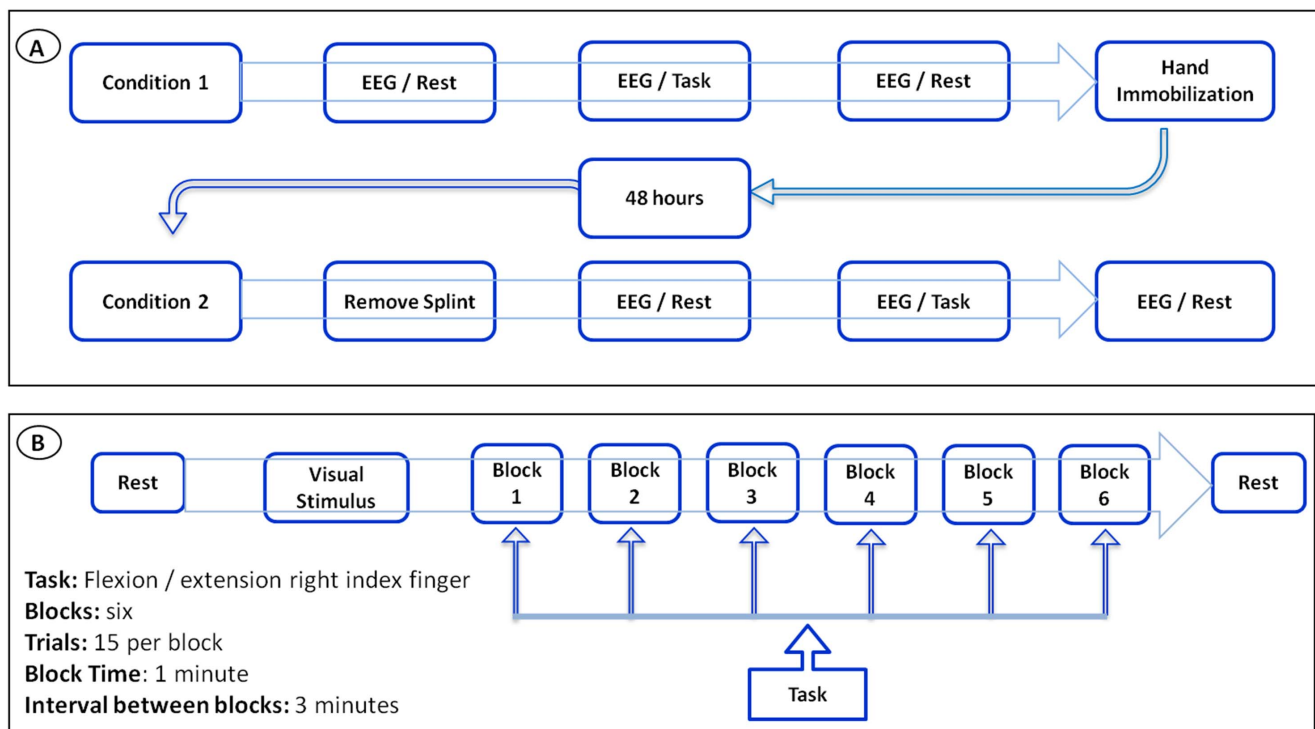 A
Condition 1
EEG / Rest
EEG / Task
EEG / Rest
Hand
Immobilization
48 hours
Condition 2
Remove Splint
EEG / Rest
EEG / Task
EEG / Rest
B
Rest
Visual
Stimulus
Block
1
Block
2
Block
3
Block
4
Block
5
Block
6
Rest
Task: Flexion / extension right index finger
Blocks: six
Trials: 15 per block
Block Time: 1 minute
Interval between blocks: 3 minutes
Task